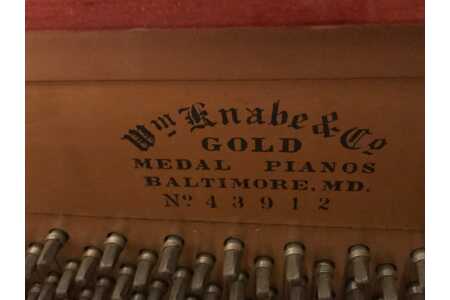 Wm Knabe & Co
GOLD
MEDAL PIANOS
BALTIMORE, MD.
No. 43912